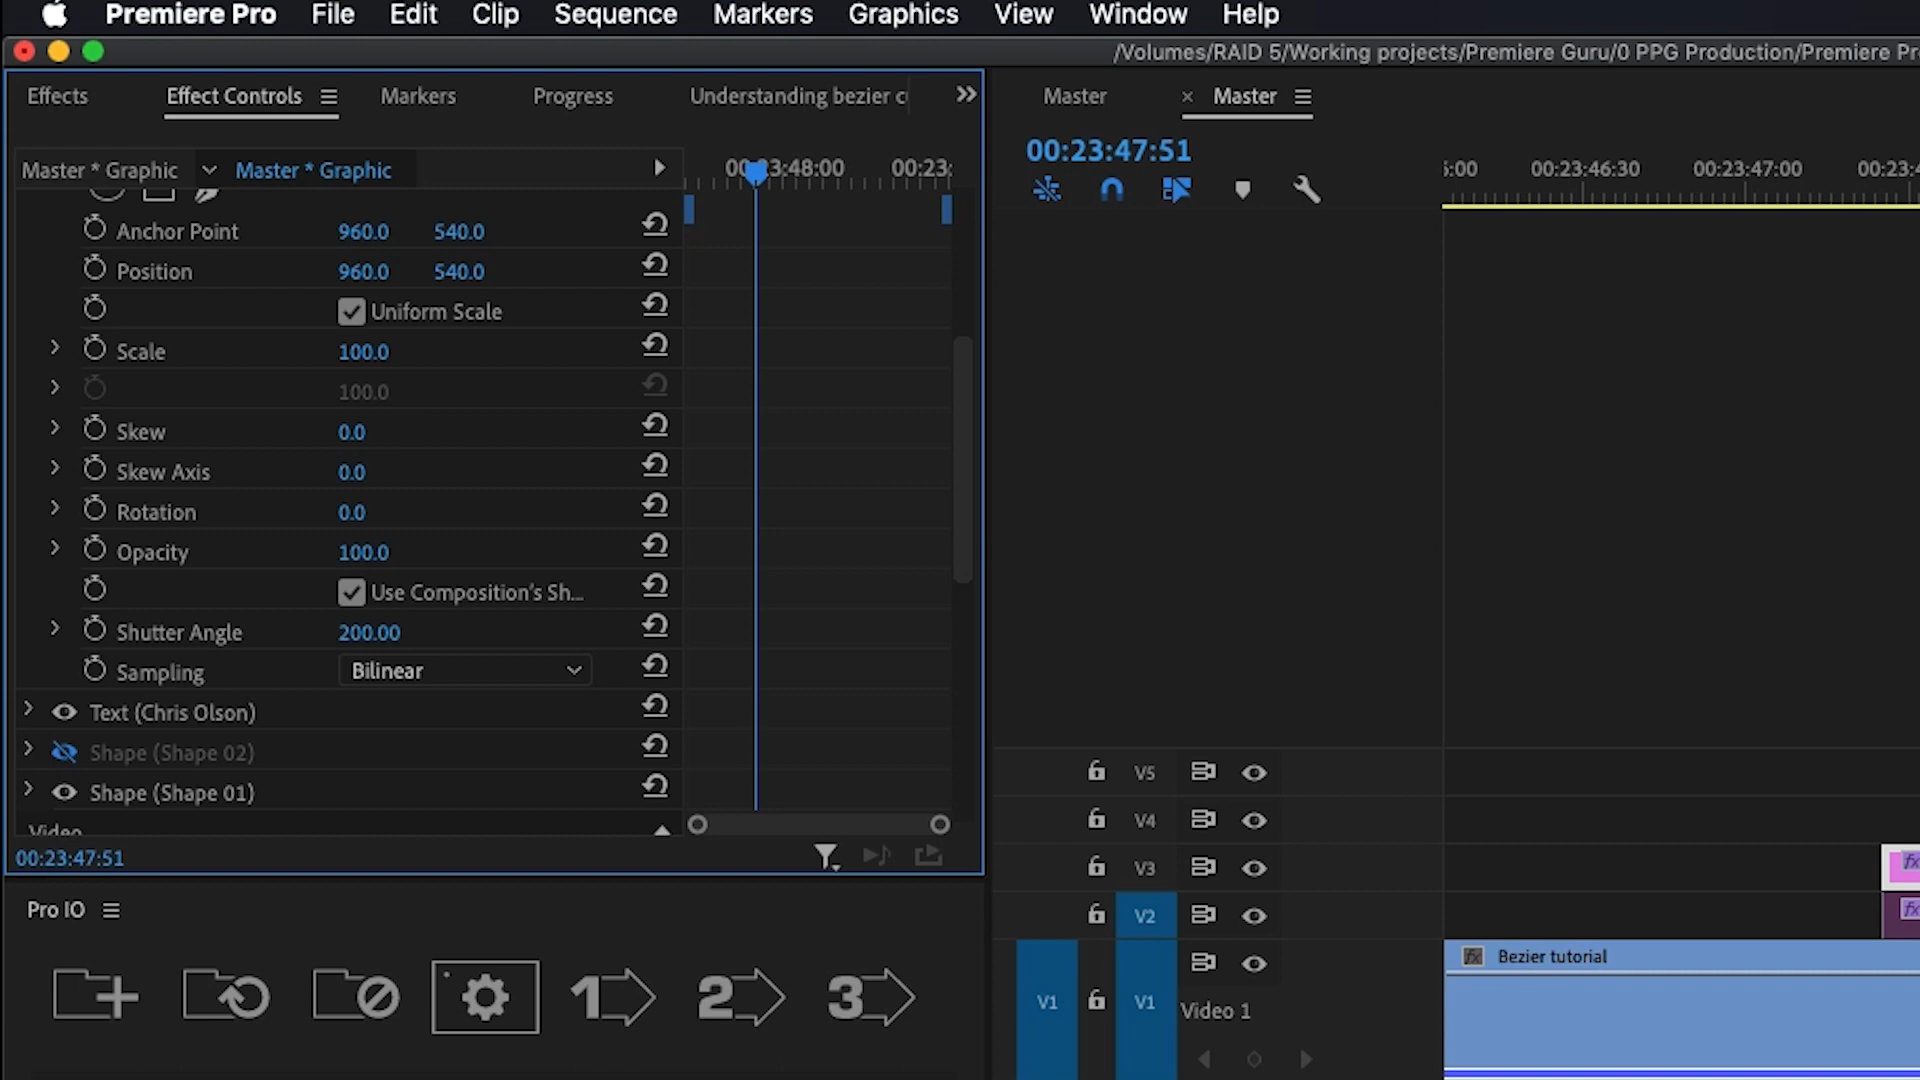 Premiere Pro File Edit Clip Sequence Markers Graphics View Window Help
/Volumes/RAID 5/Working projects/Premiere Guru/0 PPG Production/Premiere Pr
Effects Effect Controls Markers Progress Understanding bezier c
Master * Graphic Master * Graphic
00:23:48:00 00:23:
Anchor Point 960.0 540.0
Position 960.0 540.0
Uniform Scale
Scale 100.0
100.0
Skew 0.0
Skew Axis 0.0
Rotation 0.0
Opacity 100.0
Use Composition's Sh...
Shutter Angle 200.00
Sampling Bilinear
Text (Chris Olson)
Shape (Shape 02)
Shape (Shape 01)
Video
00:23:47:51
Pro IO
1 2 3
Master × Master
00:23:47:51
:00 00:23:46:30 00:23:47:00 00:23:4
V5
V4
V3 fx
V2 fx
fx Bezier tutorial
V1 V1 Video 1